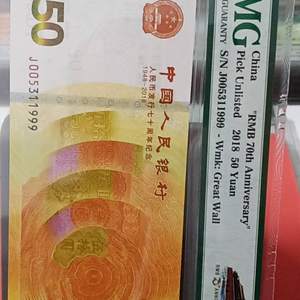 50
J005311999
中国人民银行
人民币发行七十周年纪念
1948-2018
MG
China
"RMB 70th Anniversary"
Pick Unlisted 2018 50 Yuan
S/N J005311999 - Wmk: Great Wall
GUARANTY